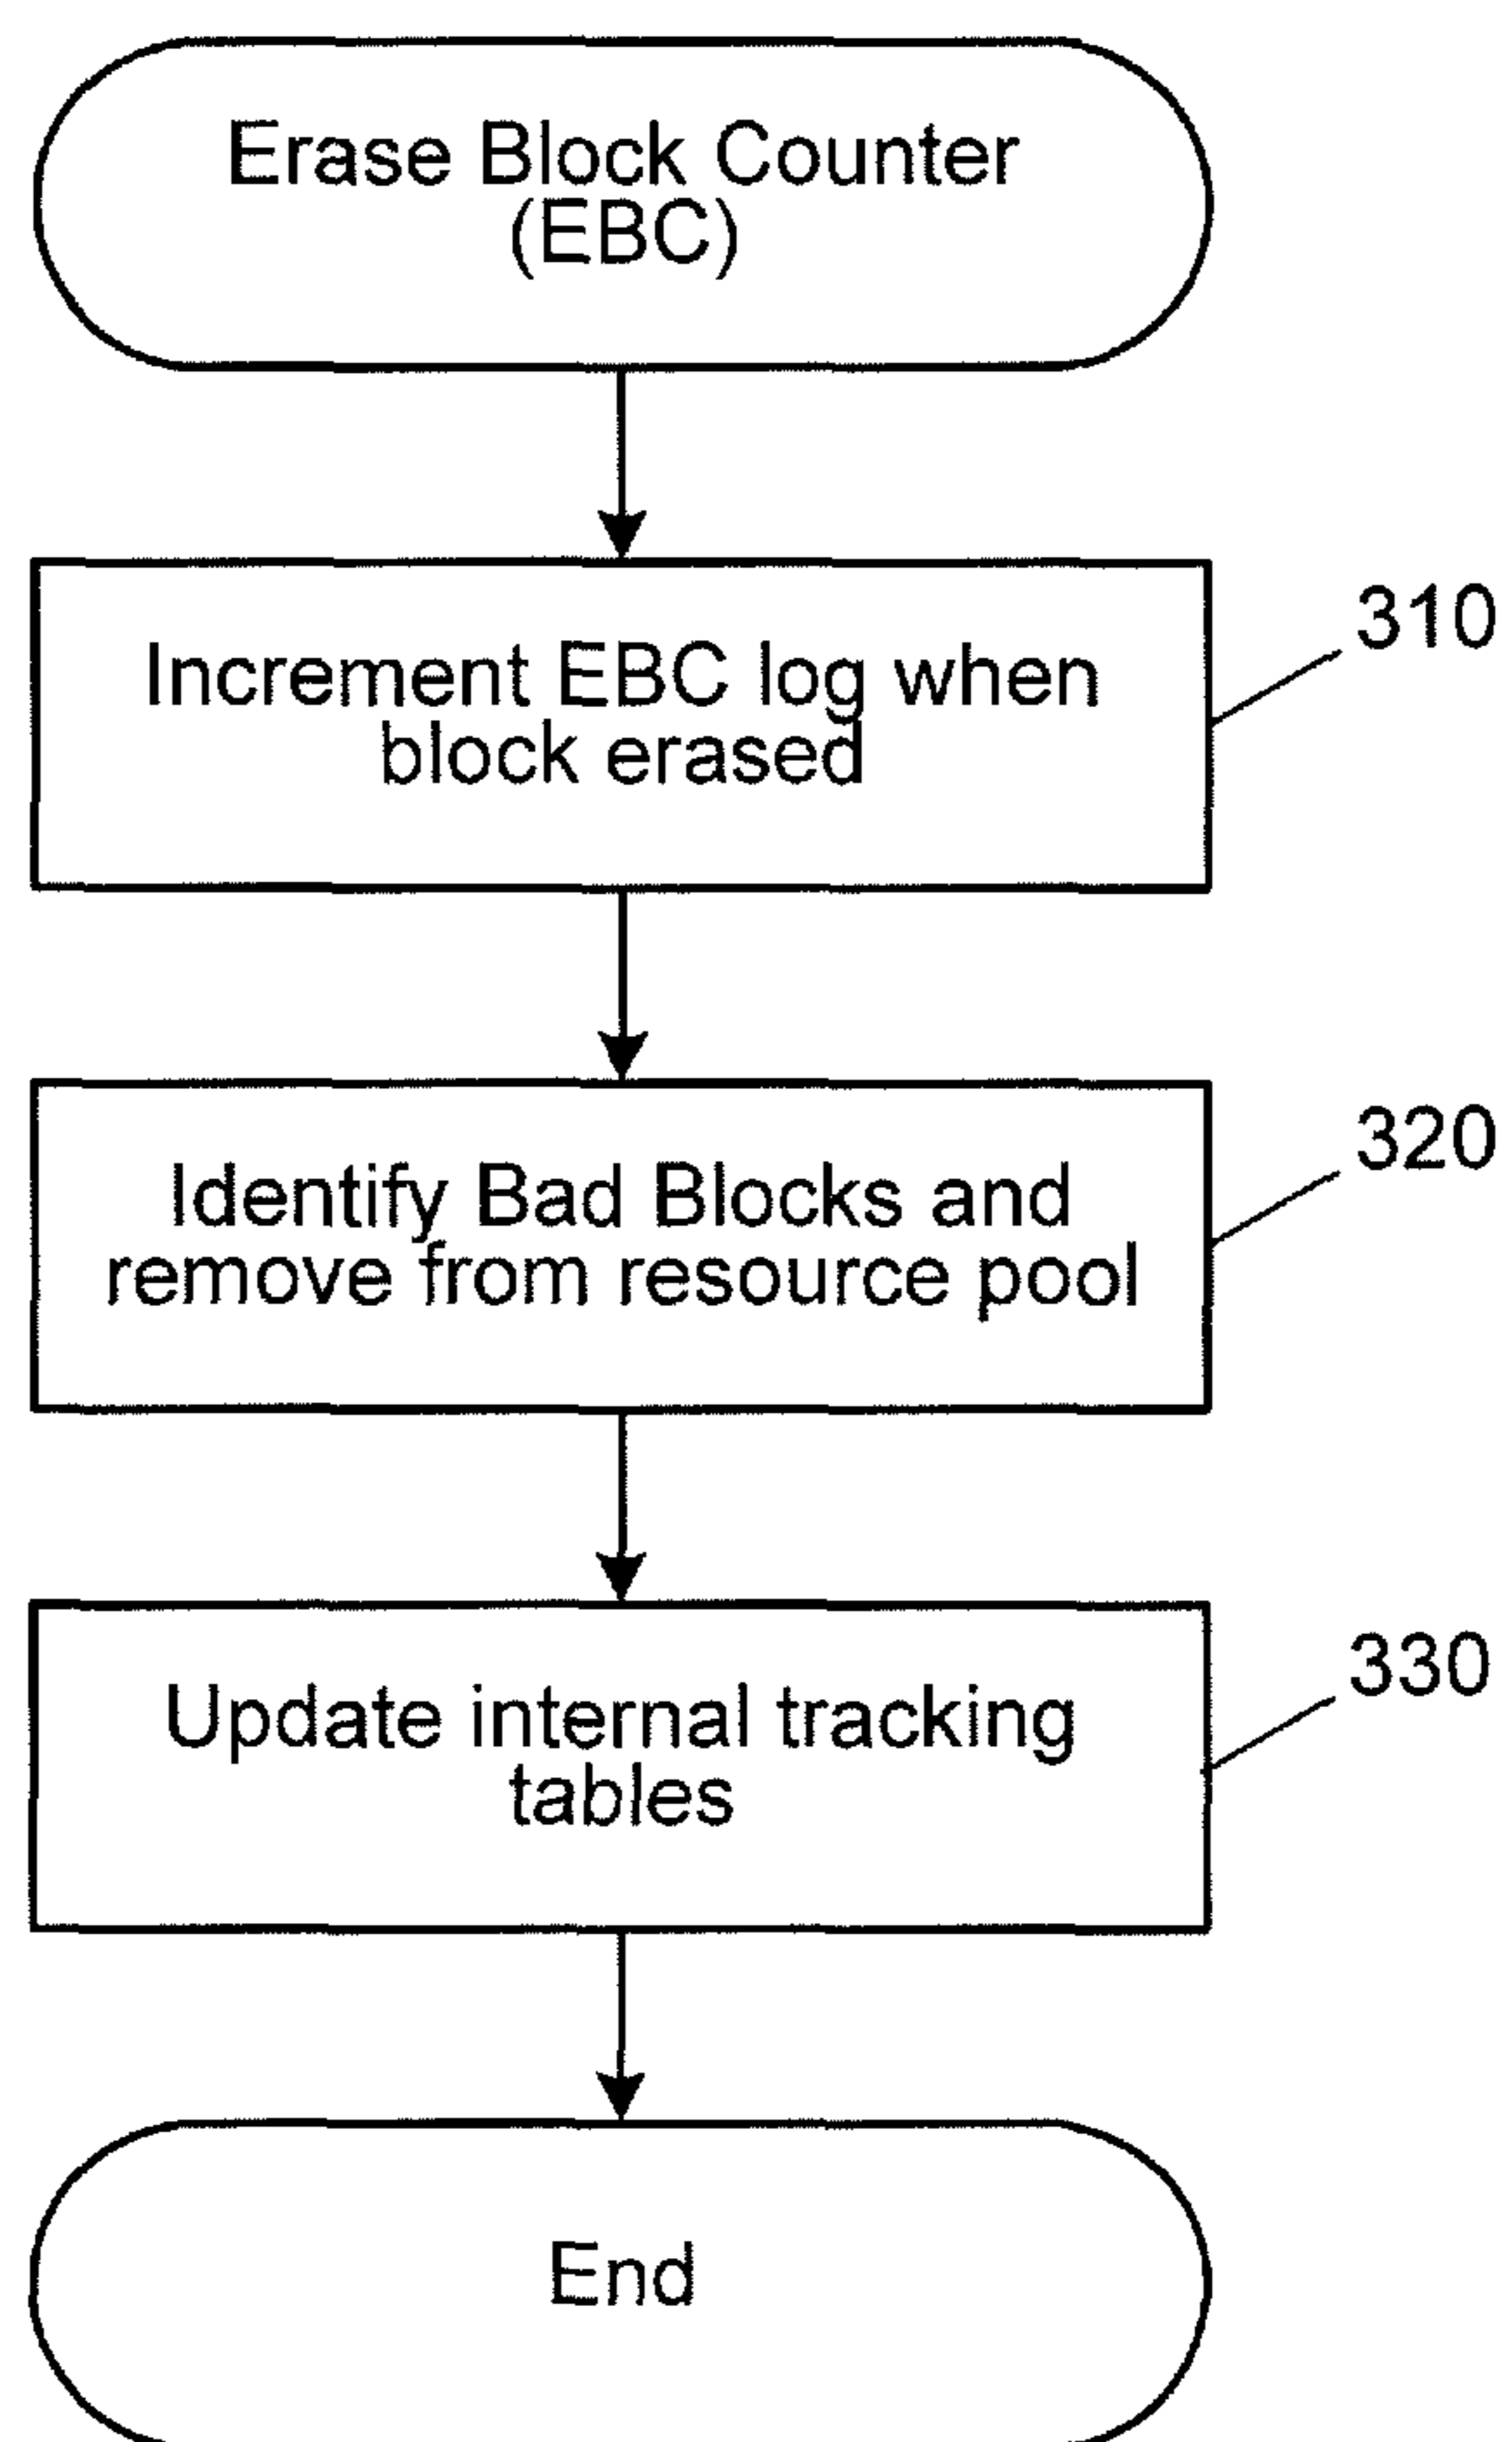 Erase Block Counter
(EBC)
Increment EBC log when
block erased
310
Identify Bad Blocks and
remove from resource pool
320
Update internal tracking
tables
330
End